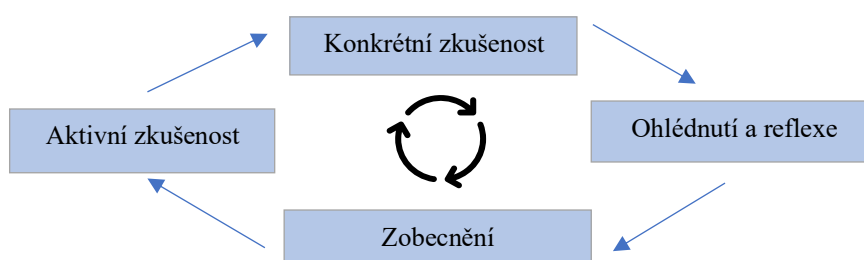 Konkrétní zkušenost
Aktivní zkušenost
Ohlédnutí a reflexe
Zobecnění